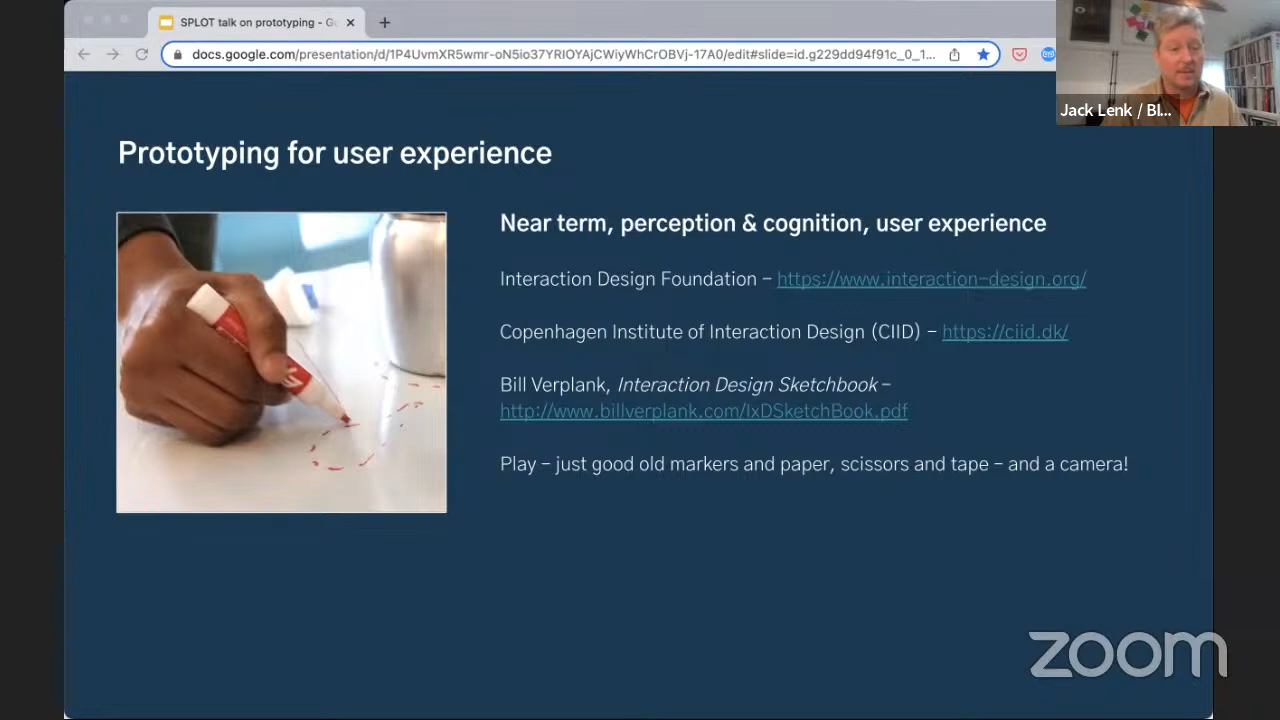 SPLOT talk on prototyping - G
docs.google.com/presentation/d/1P4UvmXR5wmr-oN5io37YRIOYAjCWiyWhCrOBVj-17A0/edit#slide=id.g229dd94f91c_0_1...
Jack Lenk / Bl...
Prototyping for user experience
Near term, perception & cognition, user experience
Interaction Design Foundation – https://www.interaction-design.org/
Copenhagen Institute of Interaction Design (CIID) – https://ciid.dk/
Bill Verplank, Interaction Design Sketchbook –
http://www.billverplank.com/IxDSketchBook.pdf
Play – just good old markers and paper, scissors and tape – and a camera!
zoom